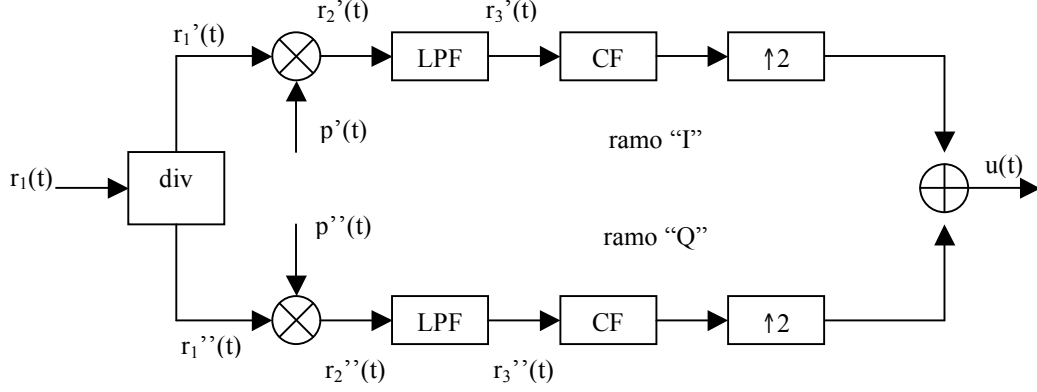 r₁'(t)
r₂'(t)
r₃'(t)
LPF
CF
↑2
p'(t)
ramo “I”
r₁(t)
div
u(t)
p''(t)
ramo “Q”
LPF
CF
↑2
r₁''(t)
r₂''(t)
r₃''(t)